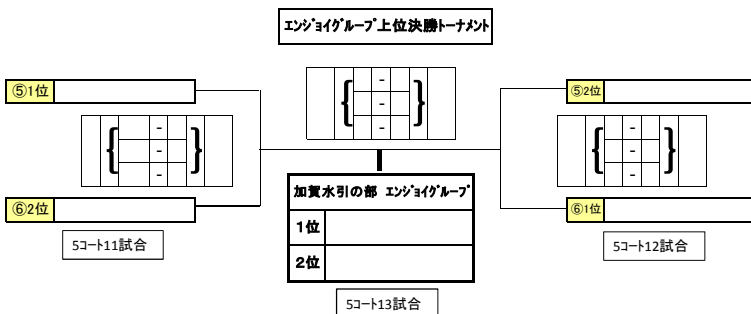 エンジョイグループ上位決勝トーナメント
⑤1位
⑤2位
{ - - - }
{ - - - }
{ - - - }
⑥2位
⑥1位
加賀水引の部 エンジョイグループ
1位
2位
5コート11試合
5コート12試合
5コート13試合